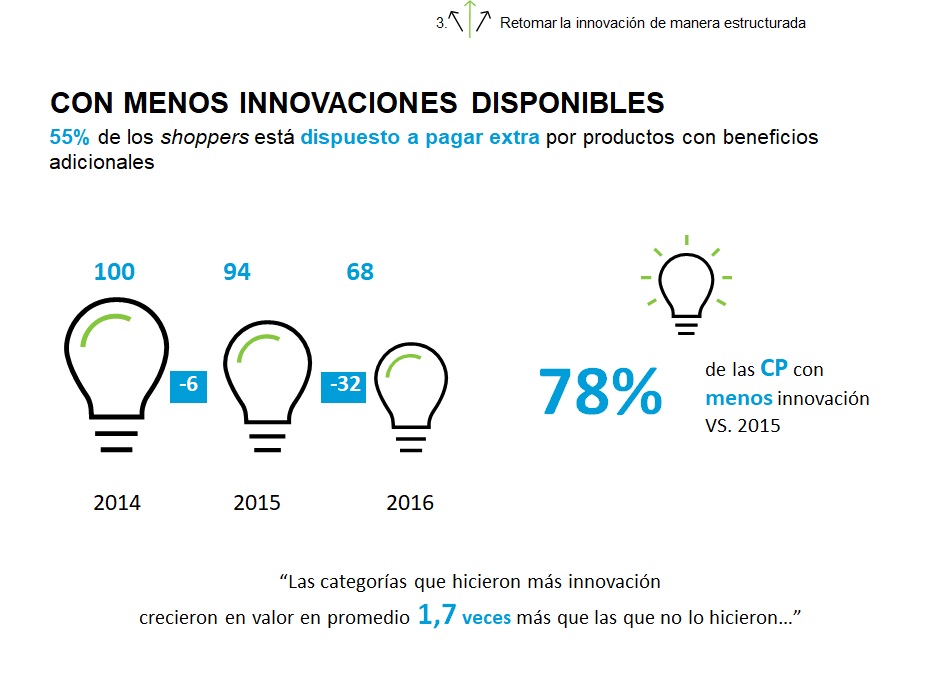 3. Retomar la innovación de manera estructurada
CON MENOS INNOVACIONES DISPONIBLES
55% de los shoppers está dispuesto a pagar extra por productos con beneficios
adicionales
100 94 68
-6 -32
2014 2015 2016
78%
de las CP con
menos innovación
VS. 2015
“Las categorías que hicieron más innovación
crecieron en valor en promedio 1,7 veces más que las que no lo hicieron…”